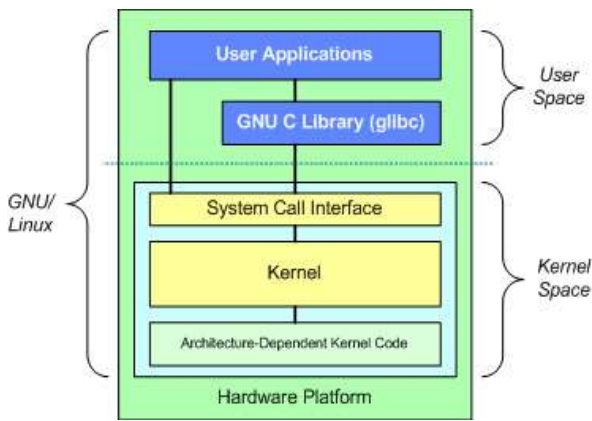 User Applications
GNU C Library (glibc)
User
Space
GNU/
Linux
System Call Interface
Kernel
Architecture-Dependent Kernel Code
Kernel
Space
Hardware Platform